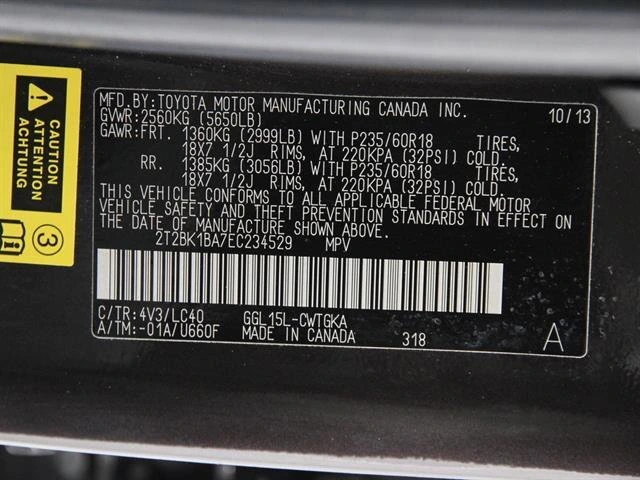 CAUTION
ATTENTION
ACHTUNG
3
MFD.BY:TOYOTA MOTOR MANUFACTURING CANADA INC. 10/13
GVWR:2560KG (5650LB)
GAWR:FRT. 1360KG (2999LB) WITH P235/60R18 TIRES,
18X7 1/2J RIMS, AT 220KPA (32PSI) COLD.
RR. 1385KG (3056LB) WITH P235/60R18 TIRES,
18X7 1/2J RIMS, AT 220KPA (32PSI) COLD.
THIS VEHICLE CONFORMS TO ALL APPLICABLE FEDERAL MOTOR
VEHICLE SAFETY AND THEFT PREVENTION STANDARDS IN EFFECT ON
THE DATE OF MANUFACTURE SHOWN ABOVE.
2T2BK1BA7EC234529 MPV
C/TR:4V3/LC40 GGL15L-CWTGKA
A/TM:-01A/U660F MADE IN CANADA 318 A